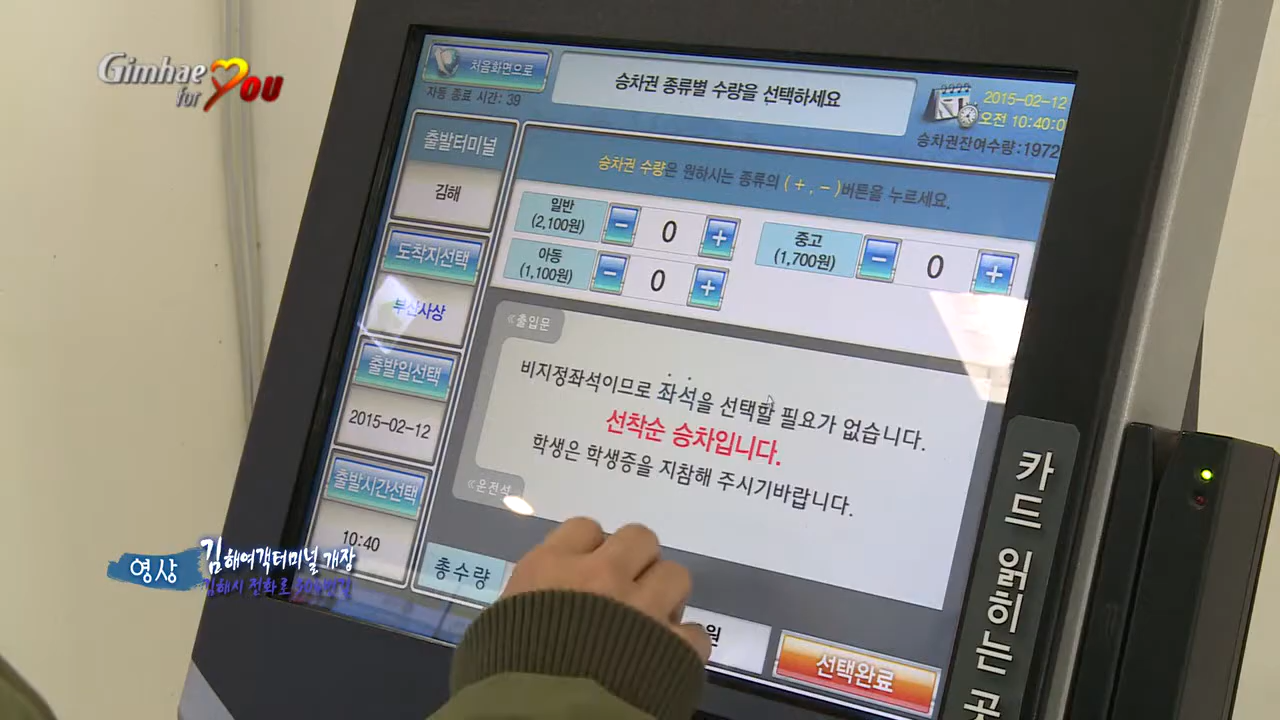 Gimhae
for YOU
처음화면으로
자동 종료 시간: 39
승차권 종류별 수량을 선택하세요
2015-02-12
오전 10:40:0
승차권잔여수량:1972
출발터미널
김해
도착지선택
부산사상
출발일선택
2015-02-12
출발시간선택
10:40
승차권 수량은 원하시는 종류의 (+,-)버튼을 누르세요.
일반
(2,100원)
- 0 +
중고
(1,700원)
- 0 +
아동
(1,100원)
- 0 +
≪출입문
비지정좌석이므로 좌석을 선택할 필요가 없습니다.
선착순 승차입니다.
학생은 학생증을 지참해 주시기바랍니다.
≪운전석
총수량
원
선택완료
카드 읽히는 곳
영상
김해여객터미널 개장
김해시 전화로